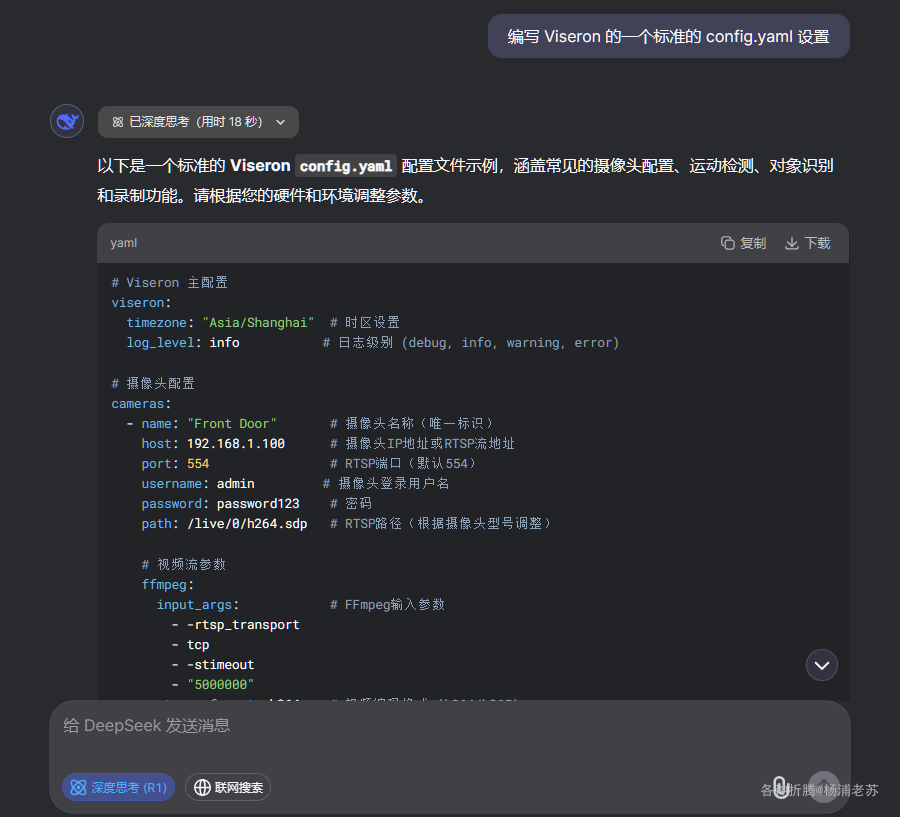 编写 Viseron 的一个标准的 config.yaml 设置
已深度思考（用时 18 秒）
以下是一个标准的 Viseron config.yaml 配置文件示例，涵盖常见的摄像头配置、运动检测、对象识别
和录制功能。请根据您的硬件和环境调整参数。
yaml 复制 下载
# Viseron 主配置
viseron:
  timezone: "Asia/Shanghai"  # 时区设置
  log_level: info           # 日志级别 (debug, info, warning, error)
# 摄像头配置
cameras:
  - name: "Front Door"       # 摄像头名称（唯一标识）
    host: 192.168.1.100      # 摄像头IP地址或RTSP流地址
    port: 554                # RTSP端口（默认554）
    username: admin         # 摄像头登录用户名
    password: password123    # 密码
    path: /live/0/h264.sdp   # RTSP路径（根据摄像头型号调整）
    # 视频流参数
    ffmpeg:
      input_args:            # FFmpeg输入参数
        - -rtsp_transport
        - tcp
        - -stimeout
        - "5000000"
给 DeepSeek 发送消息
深度思考 (R1) 联网搜索
@杨浦老苏